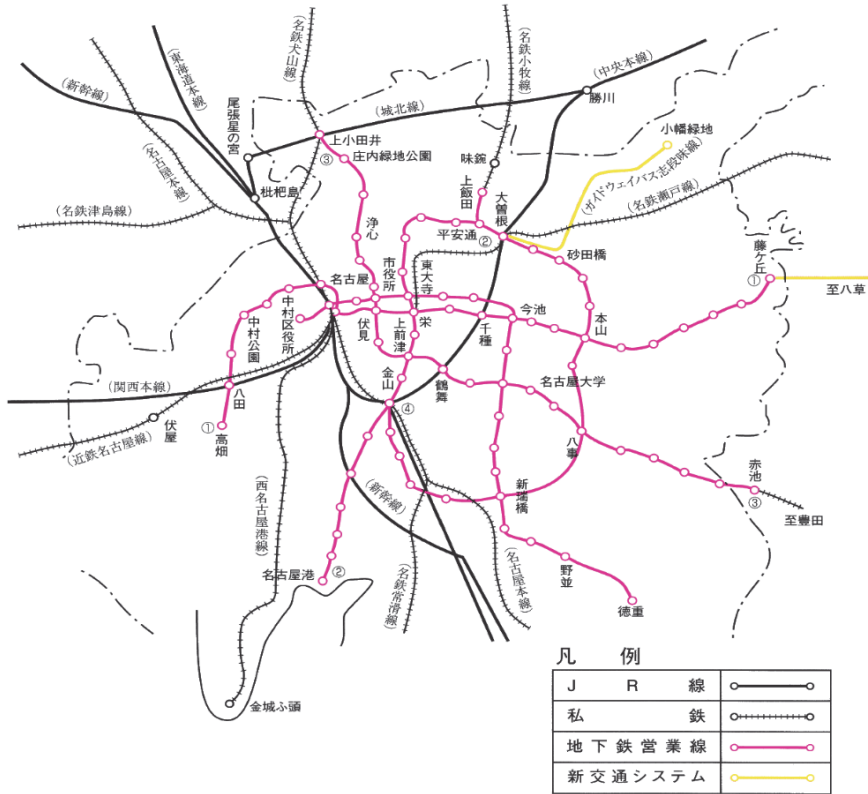 (名鉄犬山線)
(名鉄小牧線)
(中央本線)
(東海道本線)
(新幹線)
尾張星の宮
(城北線)
勝川
小幡緑地
上小田井
③
庄内緑地公園
味鋺
(名古屋本線)
枇杷島
上飯田
大曽根
(ガイドウェイバス志段味線)
(名鉄瀬戸線)
(名鉄津島線)
浄心
平安通
②
砂田橋
藤ケ丘
①
至八草
市役所
東大寺
名古屋
中村区役所
中村公園
伏見
上前津
栄
千種
今池
本山
(関西本線)
八田
金山
④
鶴舞
名古屋大学
八事
伏屋
①
高畑
(近鉄名古屋線)
赤池
③
至豊田
(西名古屋港線)
(新幹線)
新瑞橋
名古屋港
②
(名鉄常滑線)
(名古屋本線)
野並
徳重
金城ふ頭
凡例
JR線
私鉄
地下鉄営業線
新交通システム